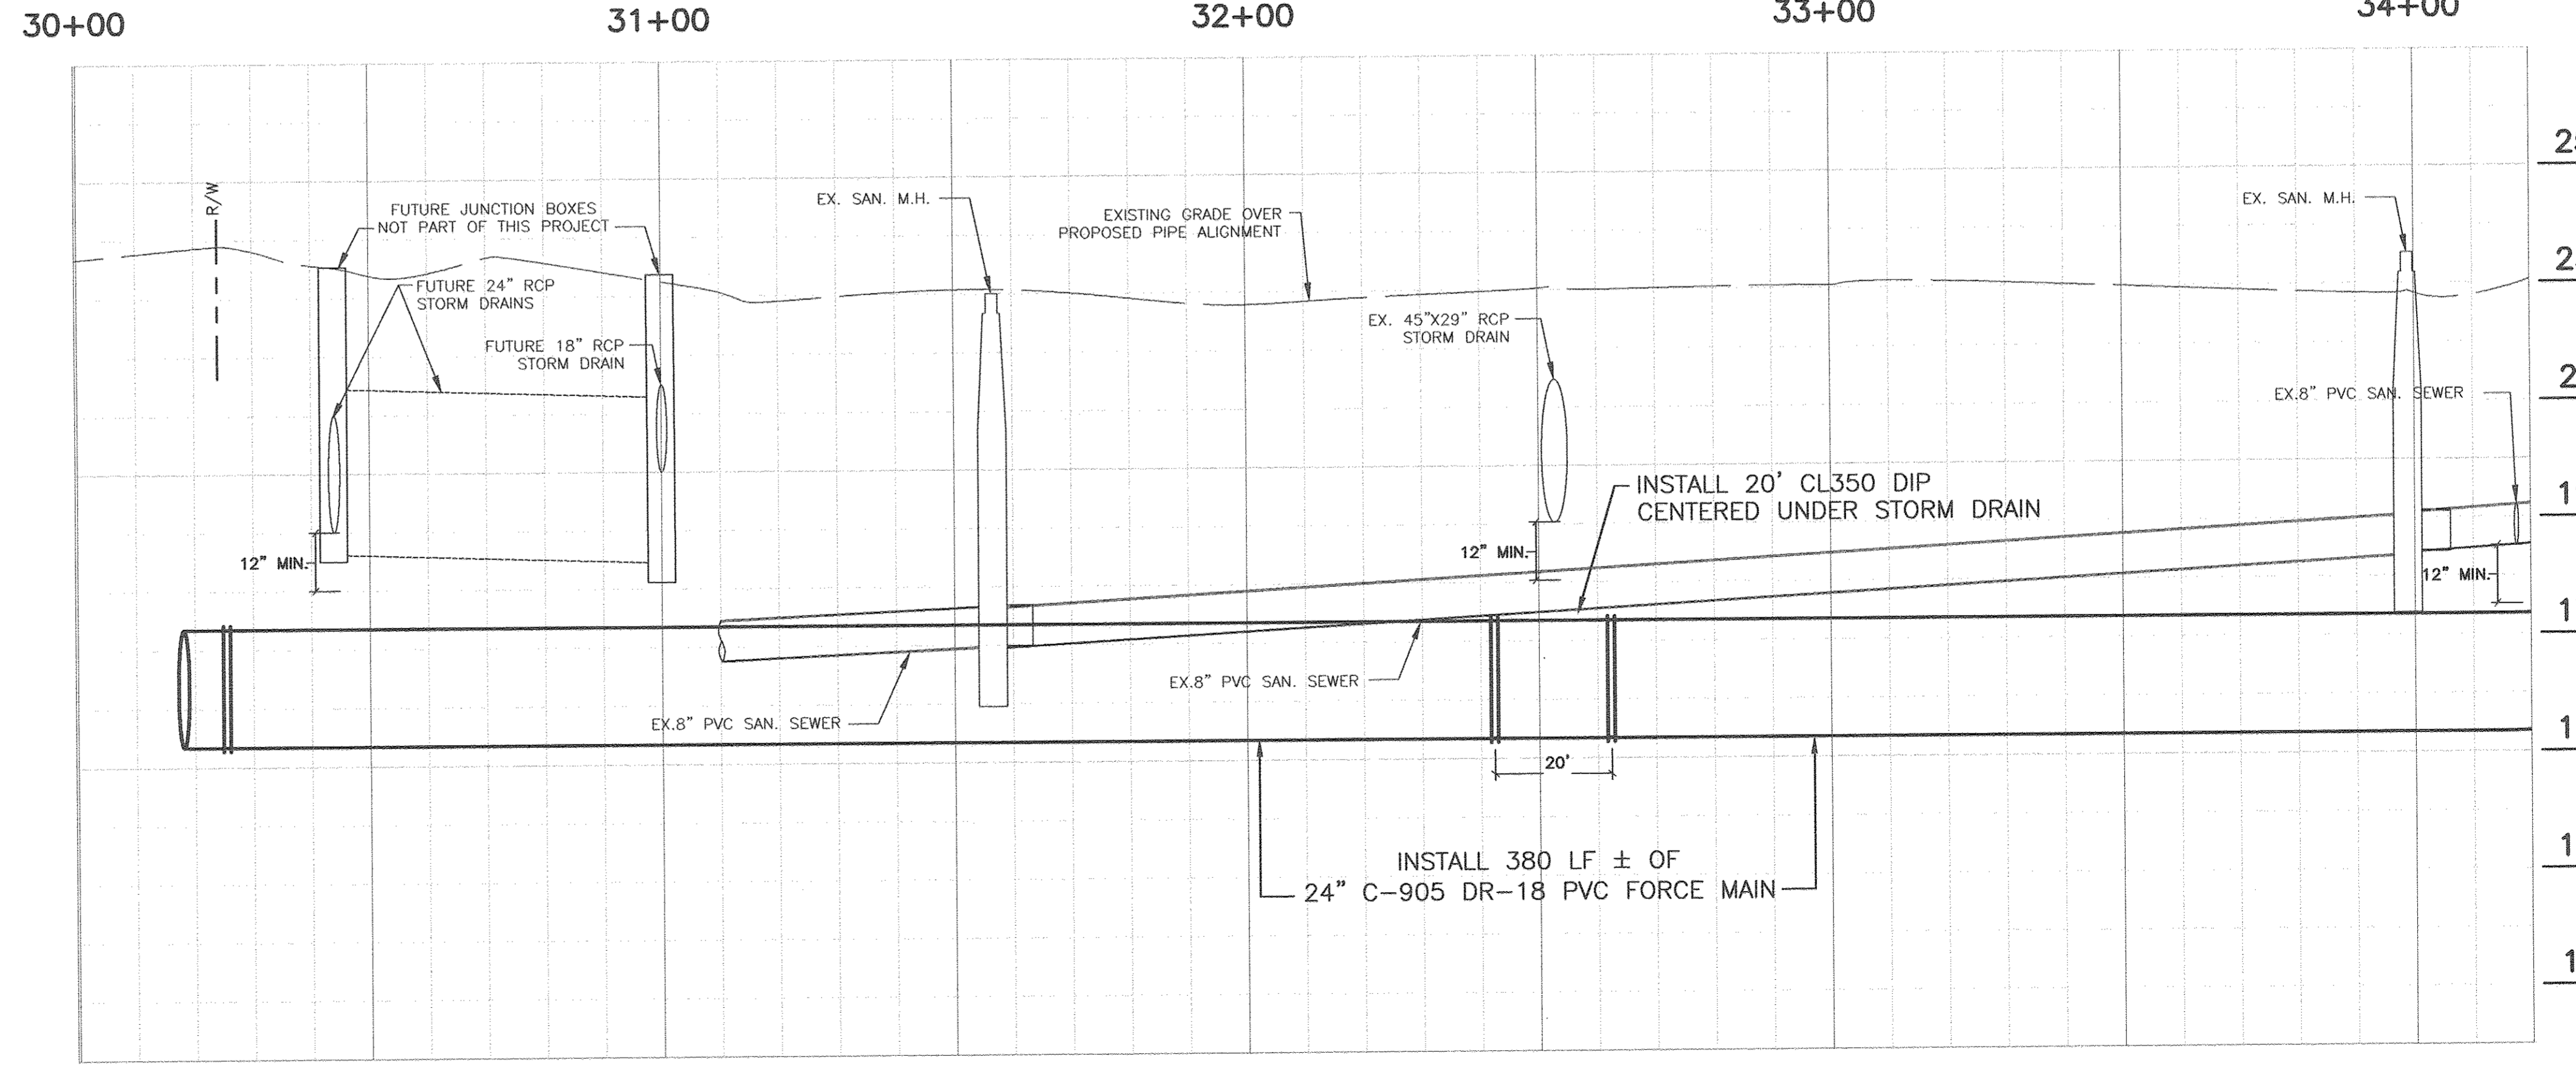 30+00
31+00
32+00
33+00
34+00
R/W
FUTURE JUNCTION BOXES
NOT PART OF THIS PROJECT
EX. SAN. M.H.
EXISTING GRADE OVER
PROPOSED PIPE ALIGNMENT
EX. SAN. M.H.
FUTURE 24" RCP
STORM DRAINS
FUTURE 18" RCP
STORM DRAIN
EX. 45"X29" RCP
STORM DRAIN
EX.8" PVC SAN. SEWER
INSTALL 20' CL350 DIP
CENTERED UNDER STORM DRAIN
12" MIN.
12" MIN.
12" MIN.
EX.8" PVC SAN. SEWER
EX.8" PVC SAN. SEWER
20'
INSTALL 380 LF ± OF
24" C-905 DR-18 PVC FORCE MAIN